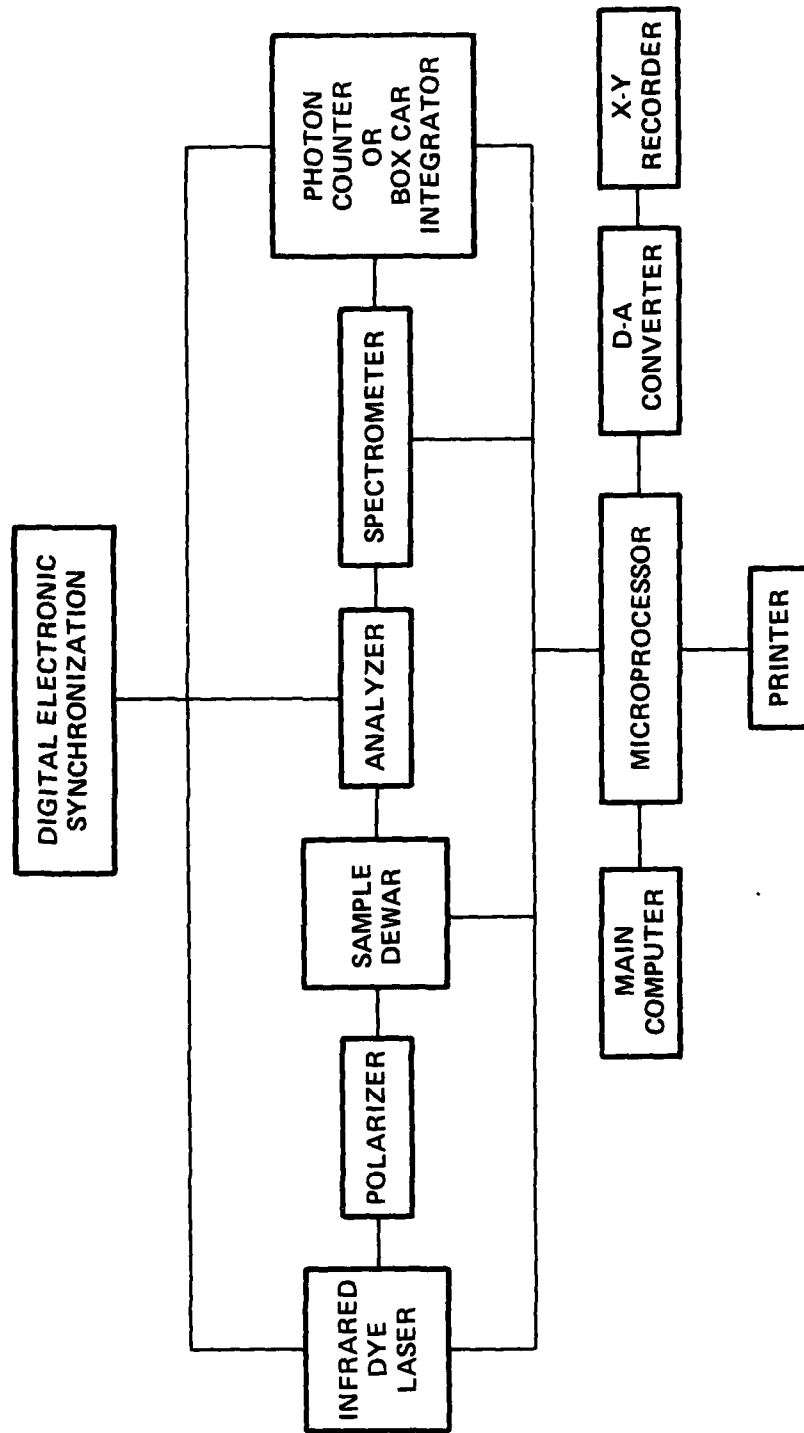 DIGITAL ELECTRONIC
SYNCHRONIZATION
INFRARED
DYE
LASER
POLARIZER
SAMPLE
DEWAR
ANALYZER
SPECTROMETER
PHOTON
COUNTER
OR
BOX CAR
INTEGRATOR
MAIN
COMPUTER
MICROPROCESSOR
D-A
CONVERTER
X-Y
RECORDER
PRINTER